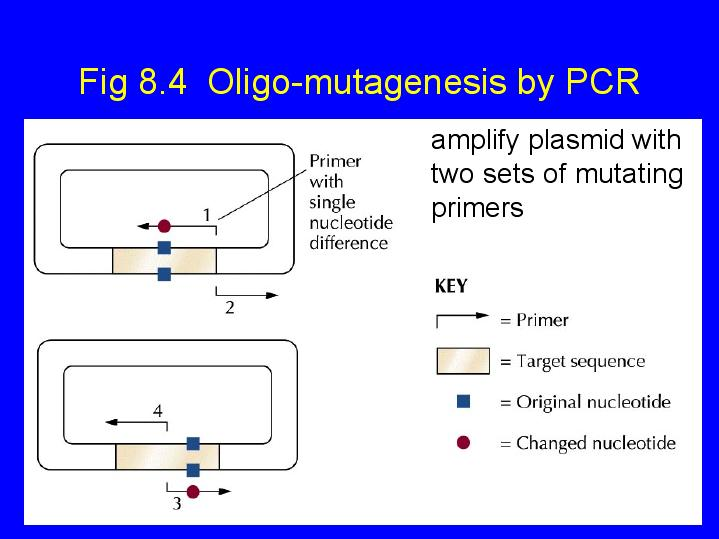 Fig 8.4  Oligo-mutagenesis by PCR
amplify plasmid with
two sets of mutating
primers
Primer
with
single
nucleotide
difference
1
2
4
3
KEY
= Primer
= Target sequence
= Original nucleotide
= Changed nucleotide